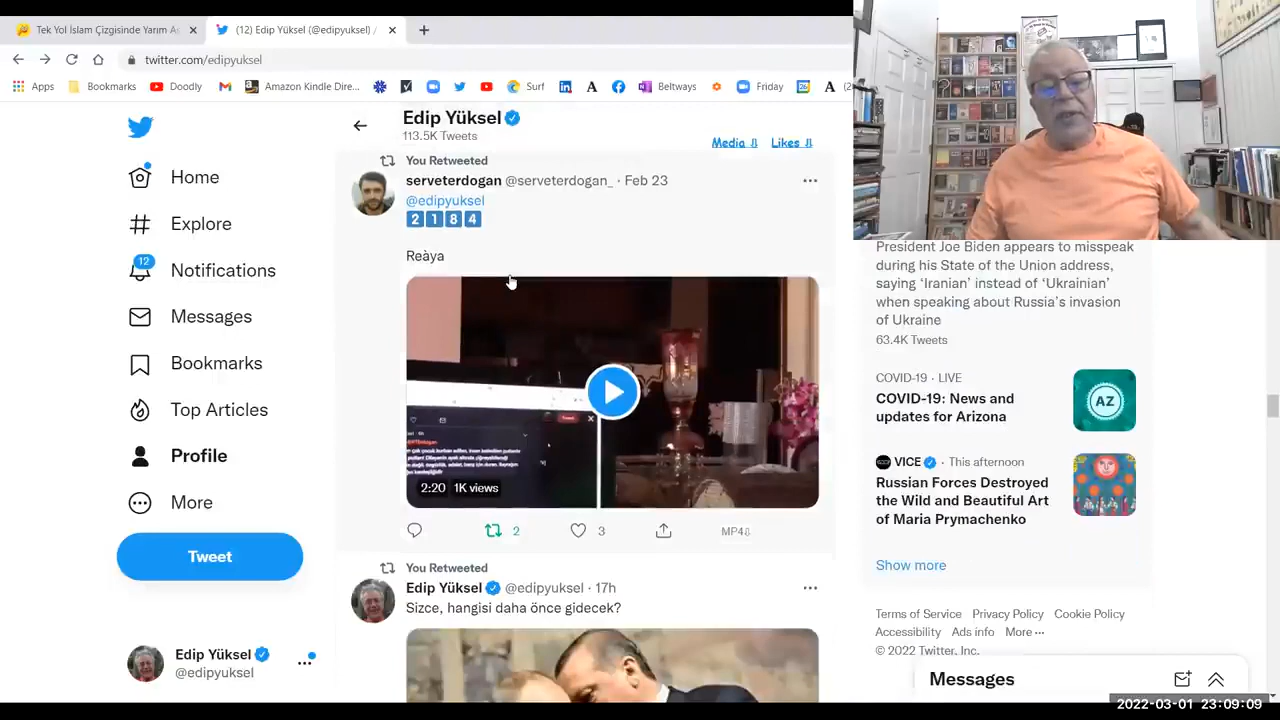 Tek Yol İslam Çizgisinde Yarım A
(12) Edip Yüksel (@edipyuksel) /
twitter.com/edipyuksel
Apps
Bookmarks
Doodly
Amazon Kindle Dire...
Surf
Beltways
Friday
Edip Yüksel
113.5K Tweets
Media ⇩
Likes ⇩
Home
Explore
12
Notifications
Messages
Bookmarks
Top Articles
Profile
More
Tweet
Edip Yüksel
@edipyuksel
You Retweeted
serveterdogan @serveterdogan_ · Feb 23
@edipyuksel
2 1 8 4
Reàya
2:20 1K views
2
3
MP4⇩
You Retweeted
Edip Yüksel @edipyuksel · 17h
Sizce, hangisi daha önce gidecek?
President Joe Biden appears to misspeak
during his State of the Union address,
saying ‘Iranian’ instead of ‘Ukrainian’
when speaking about Russia’s invasion
of Ukraine
63.4K Tweets
COVID-19 · LIVE
COVID-19: News and
updates for Arizona
AZ
VICE · This afternoon
Russian Forces Destroyed
the Wild and Beautiful Art
of Maria Prymachenko
Show more
Terms of Service Privacy Policy Cookie Policy
Accessibility Ads info More ···
© 2022 Twitter, Inc.
Messages
2022-03-01 23:09:09